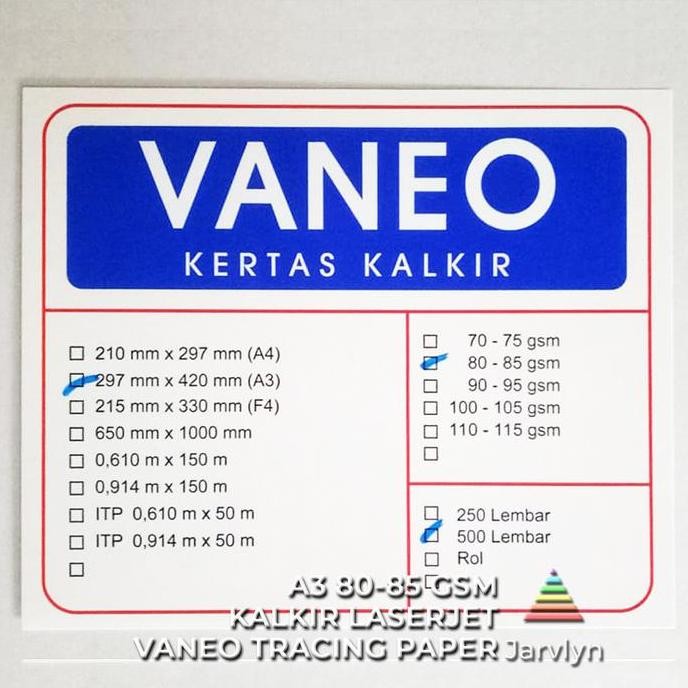 VANEO
KERTAS KALKIR
210 mm x 297 mm (A4)
297 mm x 420 mm (A3)
215 mm x 330 mm (F4)
650 mm x 1000 mm
0,610 m x 150 m
0,914 m x 150 m
ITP 0,610 m x 50 m
ITP 0,914 m x 50 m
70 - 75 gsm
80 - 85 gsm
90 - 95 gsm
100 - 105 gsm
110 - 115 gsm
250 Lembar
500 Lembar
Rol
A3 80-85 GSM
KALKIR LASERJET
VANEO TRACING PAPER Jarvlyn